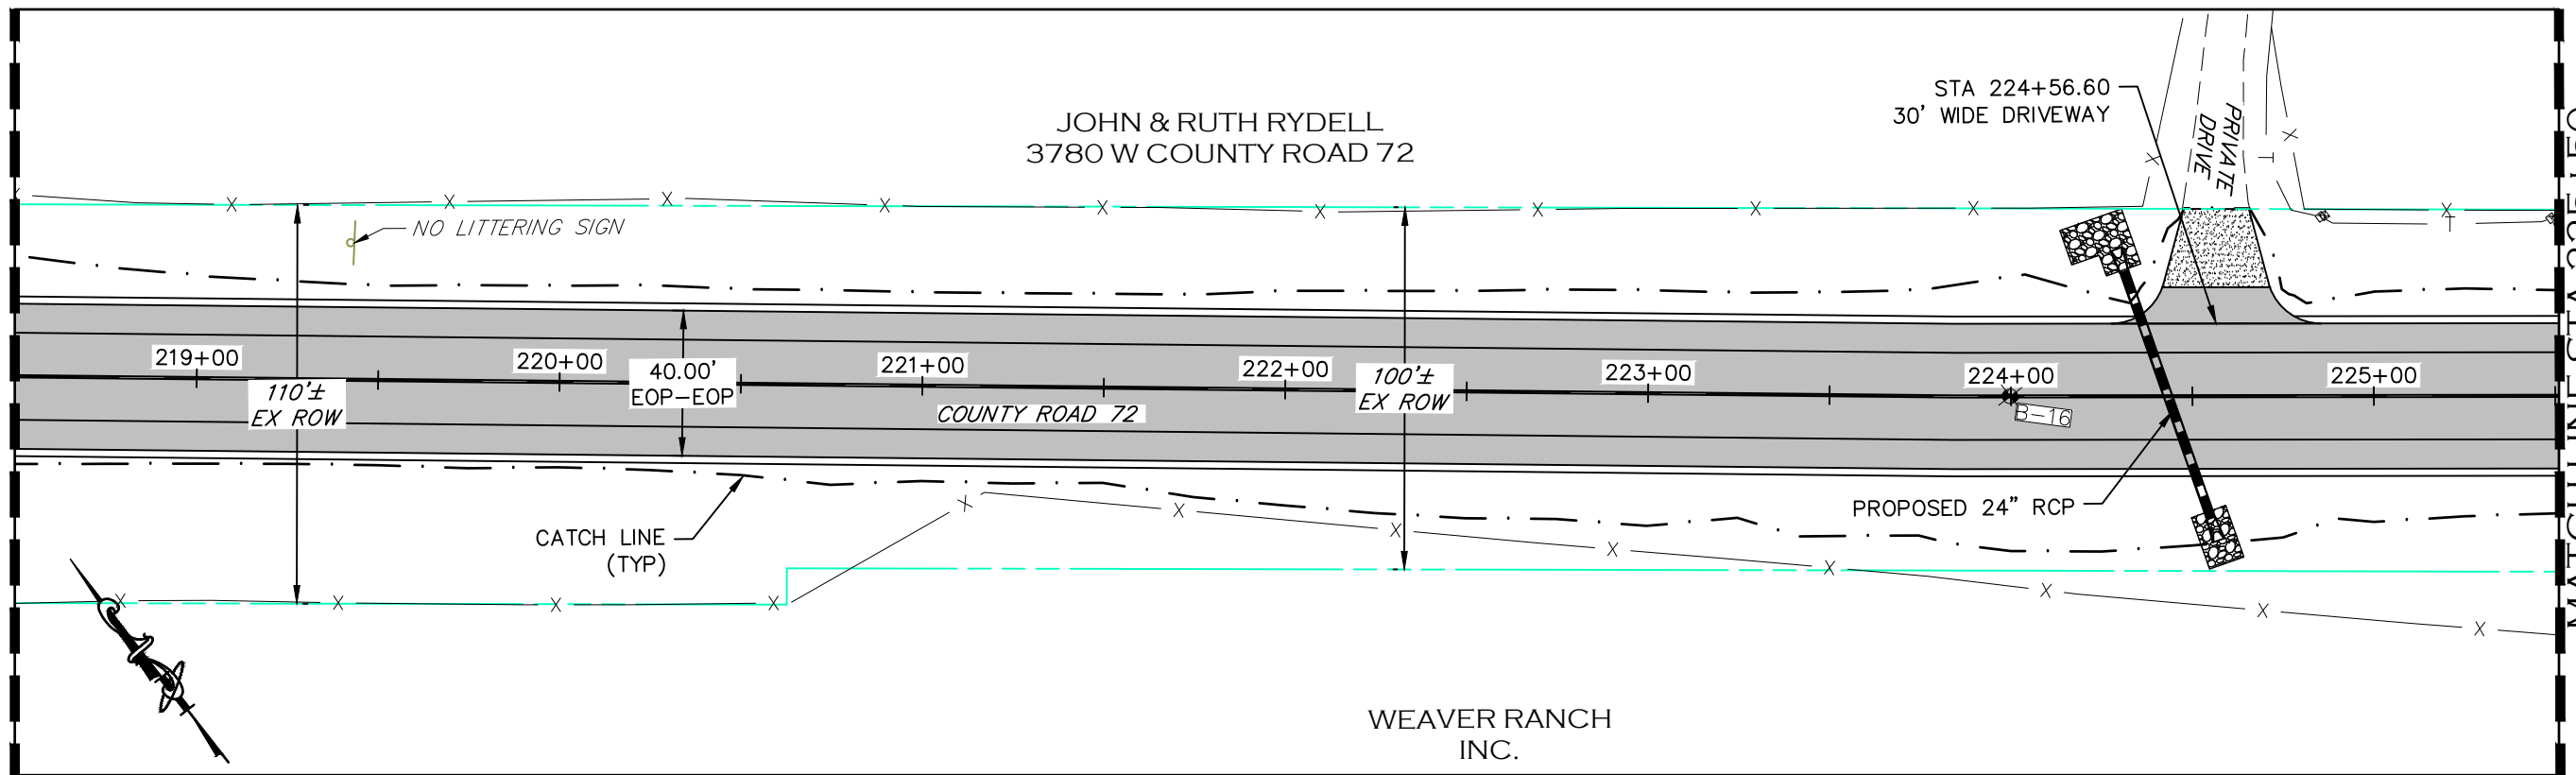 STA 224+56.60
30' WIDE DRIVEWAY
PRIVATE
DRIVE
JOHN & RUTH RYDELL
3780 W COUNTY ROAD 72
NO LITTERING SIGN
219+00
220+00
221+00
222+00
223+00
224+00
225+00
110'±
EX ROW
40.00'
EOP-EOP
100'±
EX ROW
COUNTY ROAD 72
B-16
CATCH LINE
(TYP)
PROPOSED 24" RCP
WEAVER RANCH
INC.